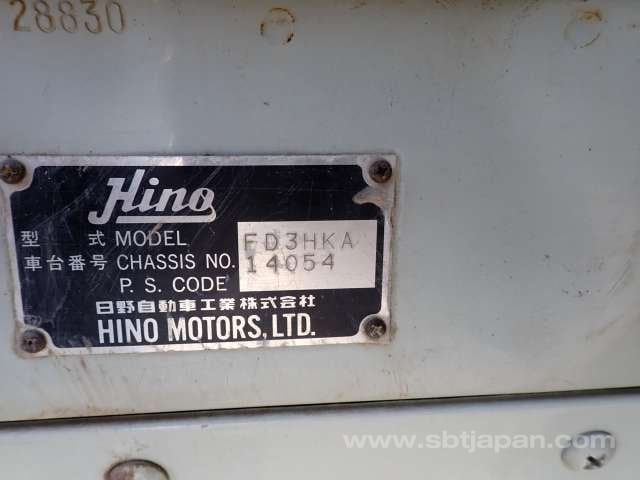 28830
Hino
型 式 MODEL FD3HKA
車台番号 CHASSIS NO. 14054
P. S. CODE
日野自動車工業株式会社
HINO MOTORS, LTD.
www.sbtjapan.com